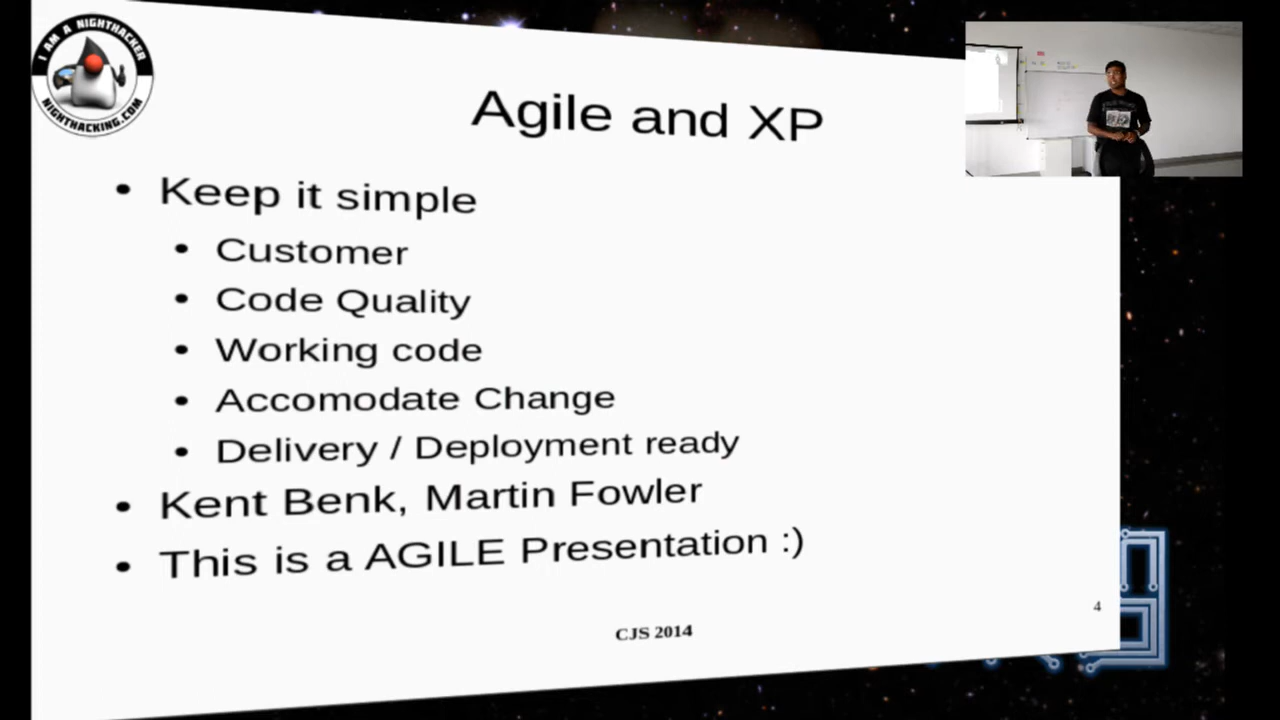 I AM A NIGHTHACKER
NIGHTHACKING.COM
Agile and XP
• Keep it simple
• Customer
• Code Quality
• Working code
• Accomodate Change
• Delivery / Deployment ready
• Kent Benk, Martin Fowler
• This is a AGILE Presentation :)
4
CJS 2014